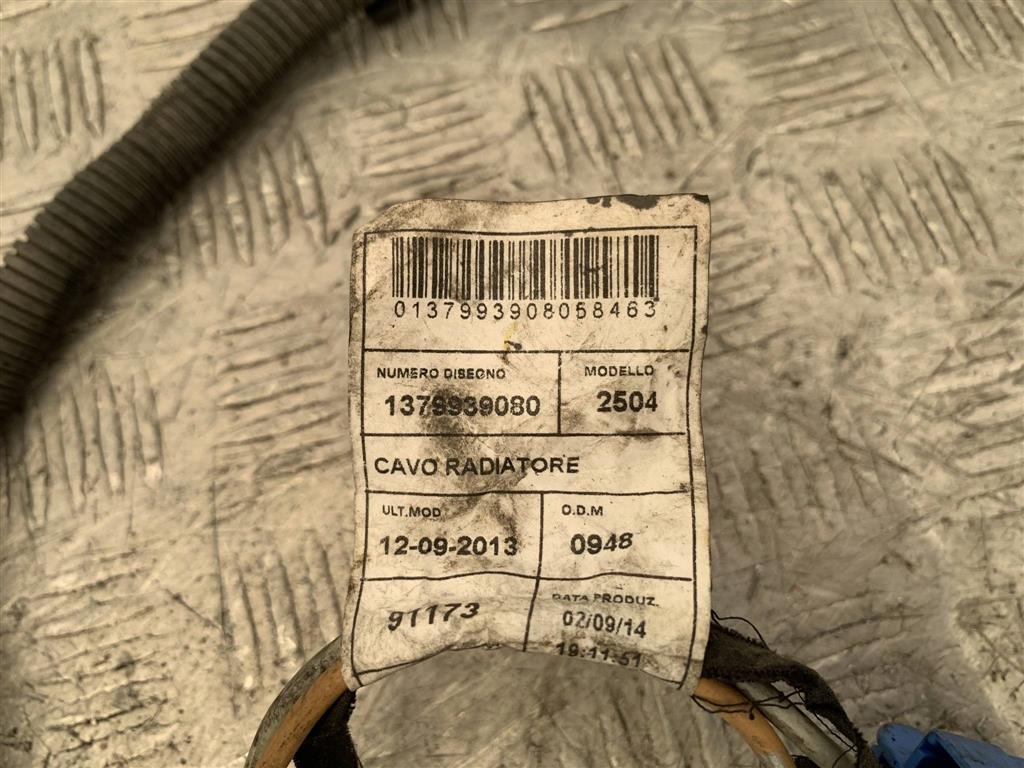 0137993908058463
NUMERO DISEGNO
MODELLO
1379939080
2504
CAVO RADIATORE
ULT.MOD
O.D.M
12-09-2013
0948
91173
DATA PRODUZ.
02/09/14
19:11:51